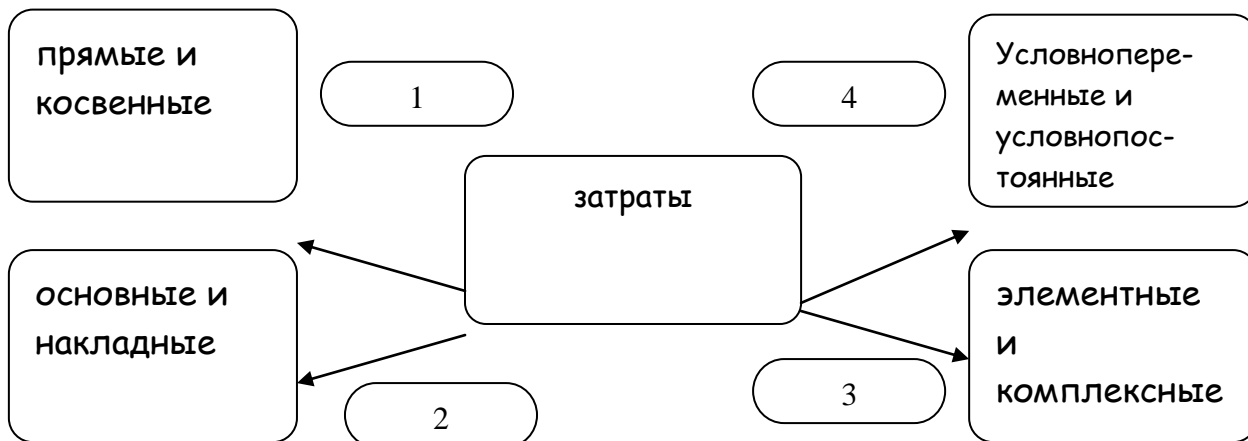 прямые и
косвенные
1
4
Условнопере-
менные и
условнопос-
тоянные
затраты
основные и
накладные
2
3
элементные
и
комплексные